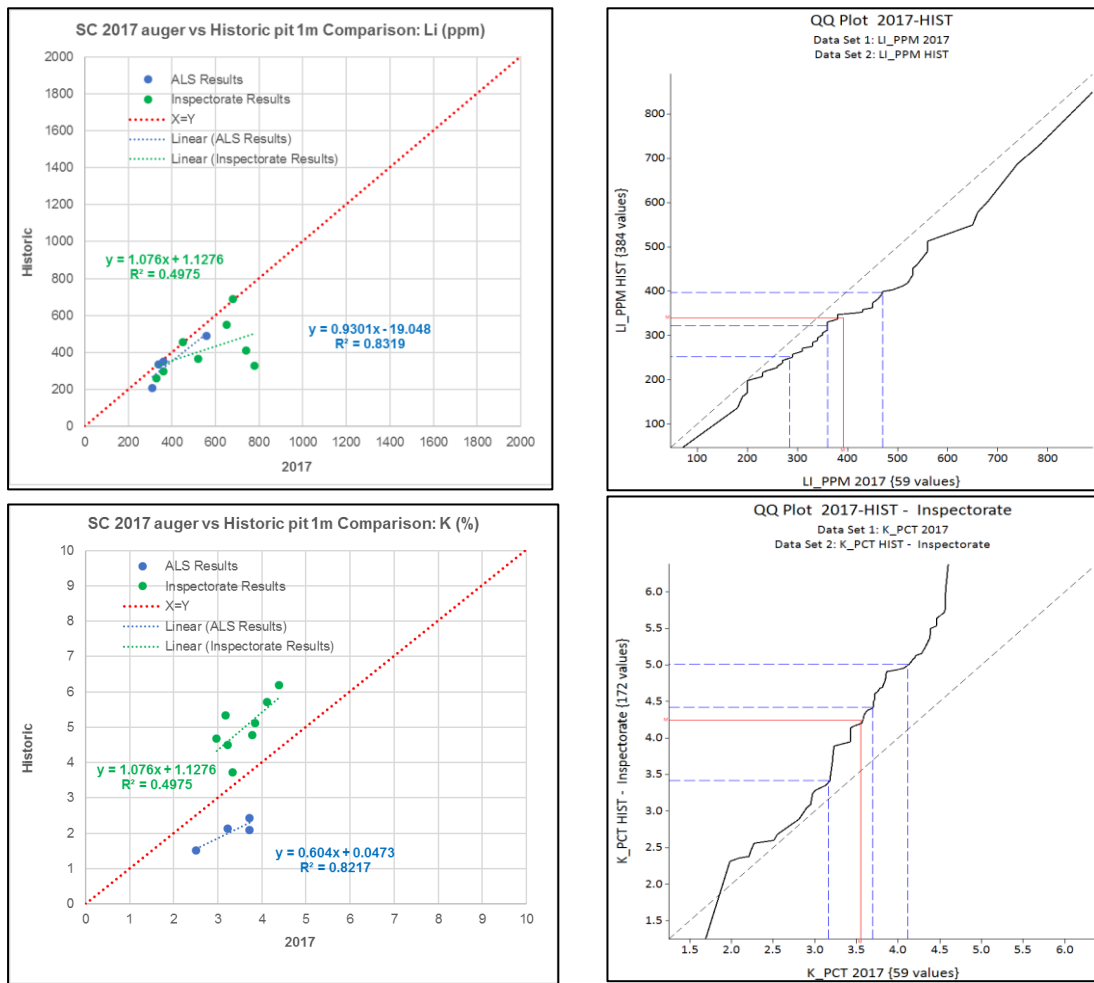 SC 2017 auger vs Historic pit 1m Comparison: Li (ppm)
2000
1800
1600
1400
1200
1000
800
600
400
200
0
Historic
ALS Results
Inspectorate Results
X=Y
Linear (ALS Results)
Linear (Inspectorate Results)
y = 1.076x + 1.1276
R² = 0.4975
y = 0.9301x - 19.048
R² = 0.8319
0 200 400 600 800 1000 1200 1400 1600 1800 2000
2017
QQ Plot 2017-HIST
Data Set 1: LI_PPM 2017
Data Set 2: LI_PPM HIST
LI_PPM HIST {384 values}
800
700
600
500
400
300
200
100
100 200 300 400 500 600 700 800
LI_PPM 2017 {59 values}
SC 2017 auger vs Historic pit 1m Comparison: K (%)
10
9
8
7
6
5
4
3
2
1
0
Historic
ALS Results
Inspectorate Results
X=Y
Linear (ALS Results)
Linear (Inspectorate Results)
y = 1.076x + 1.1276
R² = 0.4975
y = 0.604x + 0.0473
R² = 0.8217
0 1 2 3 4 5 6 7 8 9 10
2017
QQ Plot 2017-HIST - Inspectorate
Data Set 1: K_PCT 2017
Data Set 2: K_PCT HIST - Inspectorate
K_PCT HIST - Inspectorate {172 values}
6.0
5.5
5.0
4.5
4.0
3.5
3.0
2.5
2.0
1.5
1.5 2.0 2.5 3.0 3.5 4.0 4.5 5.0 5.5 6.0
K_PCT 2017 {59 values}